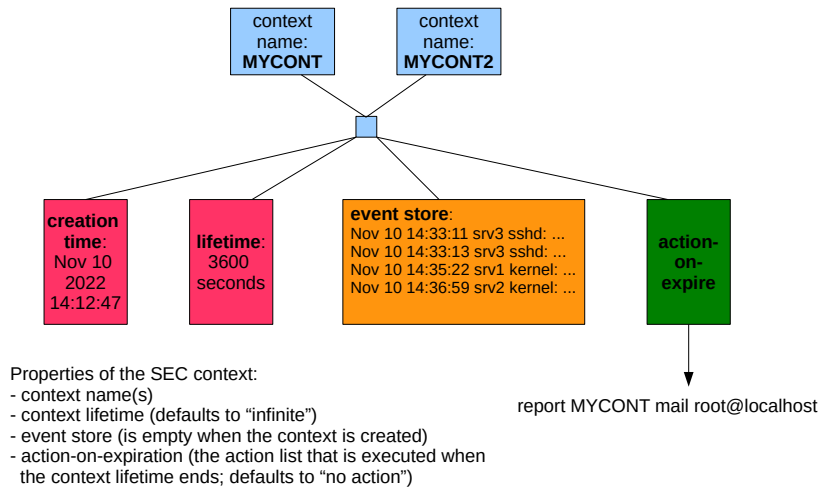 context
name:
MYCONT
context
name:
MYCONT2
creation
time:
Nov 10
2022
14:12:47
lifetime:
3600
seconds
event store:
Nov 10 14:33:11 srv3 sshd: ...
Nov 10 14:33:13 srv3 sshd: ...
Nov 10 14:35:22 srv1 kernel: ...
Nov 10 14:36:59 srv2 kernel: ...
action-
on-
expire
report MYCONT mail root@localhost
Properties of the SEC context:
- context name(s)
- context lifetime (defaults to “infinite”)
- event store (is empty when the context is created)
- action-on-expiration (the action list that is executed when
the context lifetime ends; defaults to “no action”)